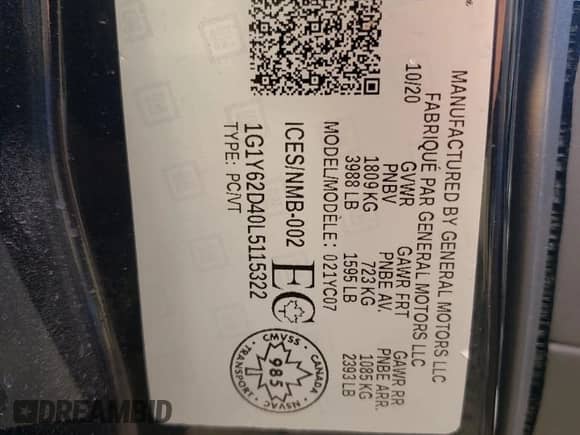 MANUFACTURED BY GENERAL MOTORS LLC
FABRIQUÉ PAR GENERAL MOTORS LLC
10/20
GVWR GAWR FRT GAWR RR
PNBV PNBE AV. PNBE ARR.
1809 KG 723 KG 1085 KG
3988 LB 1595 LB 2393 LB
MODEL/MODÈLE: 021YC07
ICES/NMB-002 EC
1G1Y62D40L5115322
TYPE: PC/VT
CMVSS
TRANSPORT
985
CANADA
NSVAC
DREAMBID